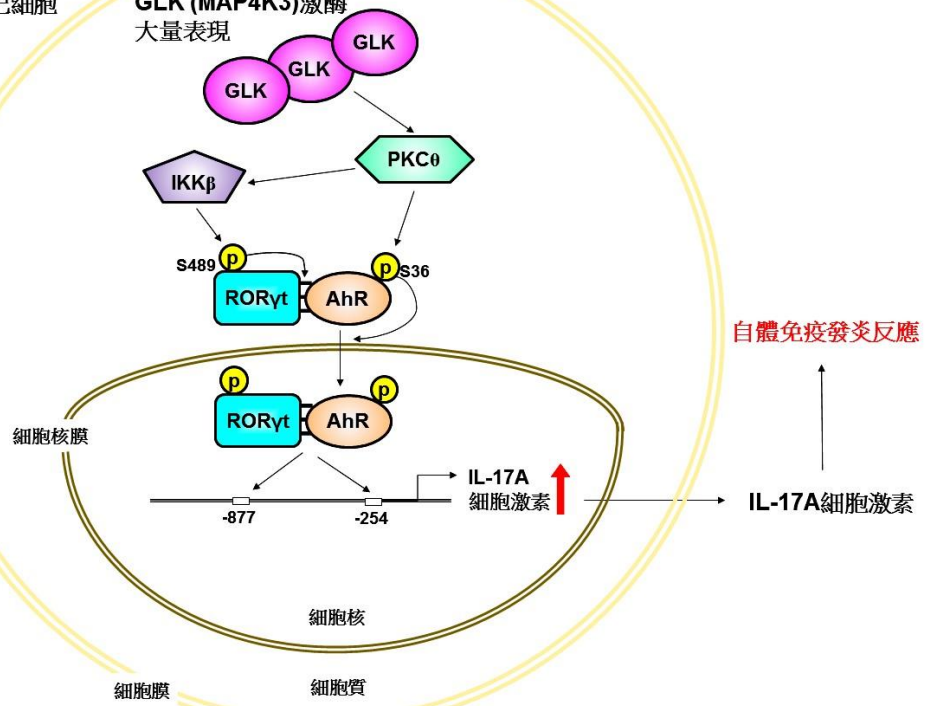 細胞
GLK (MAP4K3)激酶
大量表現
GLK
GLK
GLK
PKCθ
IKKβ
S489
p
p
S36
RORγt
AhR
自體免疫發炎反應
p
p
RORγt
AhR
細胞核膜
IL-17A
細胞激素
IL-17A細胞激素
-877
-254
細胞核
細胞膜
細胞質